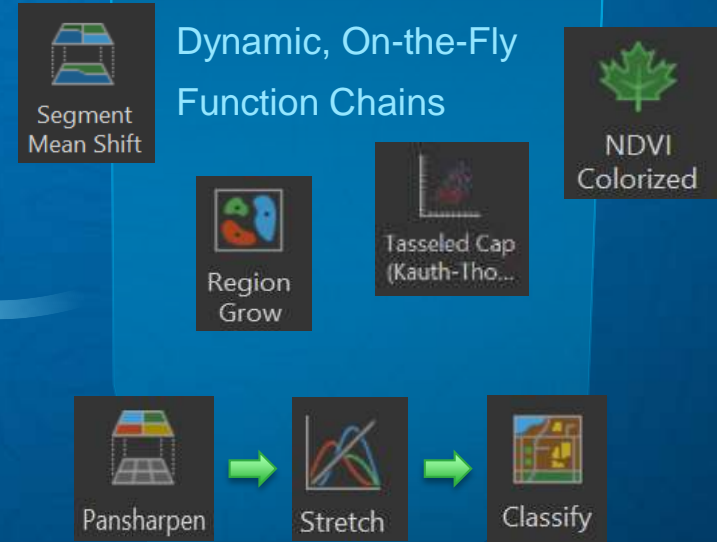 Dynamic, On-the-Fly
Function Chains
Segment
Mean Shift
NDVI
Colorized
Tasseled Cap
(Kauth-Tho...
Region
Grow
Pansharpen
Stretch
Classify